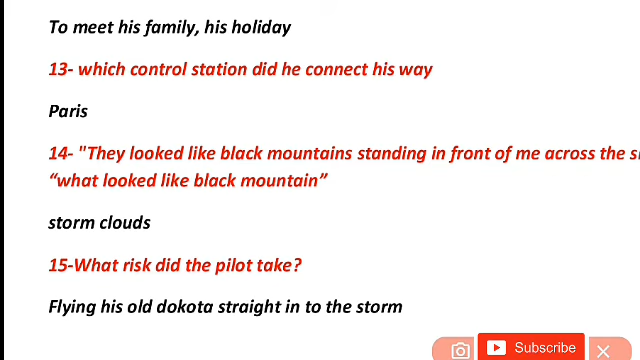 To meet his family, his holiday
13- which control station did he connect his way
Paris
14- "They looked like black mountains standing in front of me across the
“what looked like black mountain”
storm clouds
15-What risk did the pilot take?
Flying his old dokota straight in to the storm
Subscribe